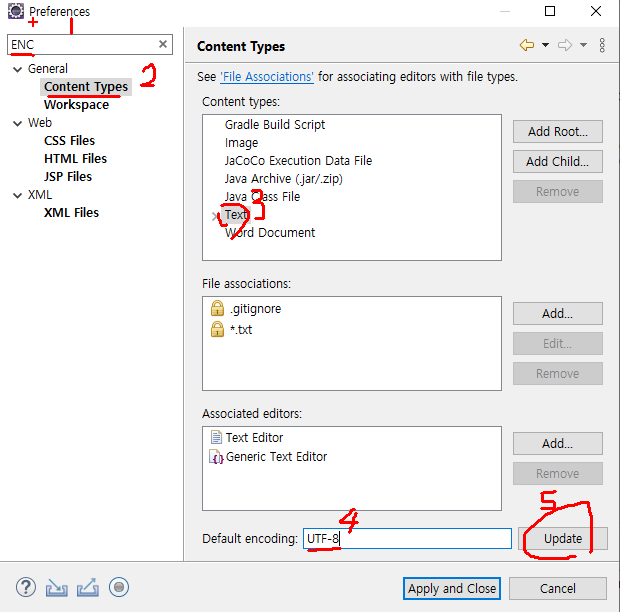 Preferences
1
ENC
Content Types
General
2
Content Types
Workspace
Web
CSS Files
HTML Files
JSP Files
XML
XML Files
See 'File Associations' for associating editors with file types.
Content types:
Gradle Build Script
Image
JaCoCo Execution Data File
Java Archive (.jar/.zip)
Java Class File
3
Text
Word Document
Add Root...
Add Child...
Remove
File associations:
.gitignore
*.txt
Add...
Edit...
Remove
Associated editors:
Text Editor
Generic Text Editor
Add...
Remove
4
5
Default encoding: UTF-8 Update
Apply and Close Cancel